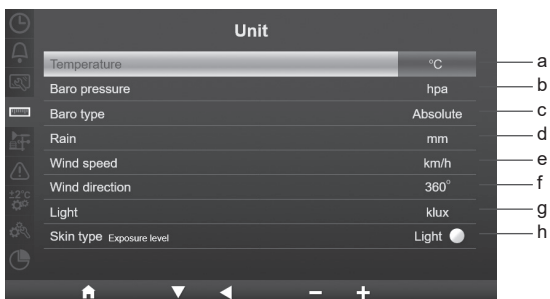 Unit
Temperature °C a
Baro pressure hpa b
Baro type Absolute c
Rain mm d
Wind speed km/h e
Wind direction 360° f
±2°C
Light klux g
Skin type Exposure level Light h